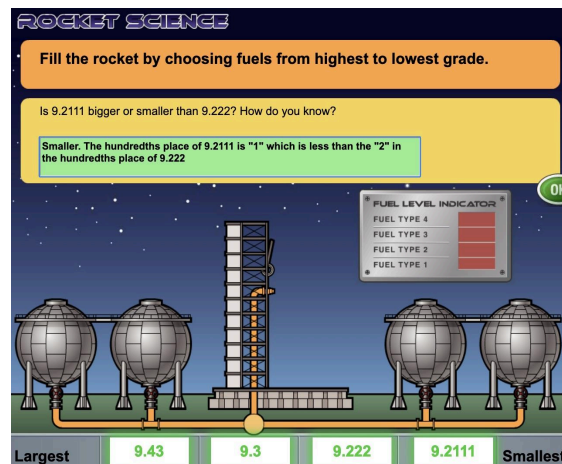 ROCKET SCIENCE
Fill the rocket by choosing fuels from highest to lowest grade.
Is 9.2111 bigger or smaller than 9.222? How do you know?
Smaller. The hundredths place of 9.2111 is "1" which is less than the "2" in
the hundredths place of 9.222
FUEL LEVEL INDICATOR
FUEL TYPE 4
FUEL TYPE 3
FUEL TYPE 2
FUEL TYPE 1
Largest 9.43 9.3 9.222 9.2111 Smallest